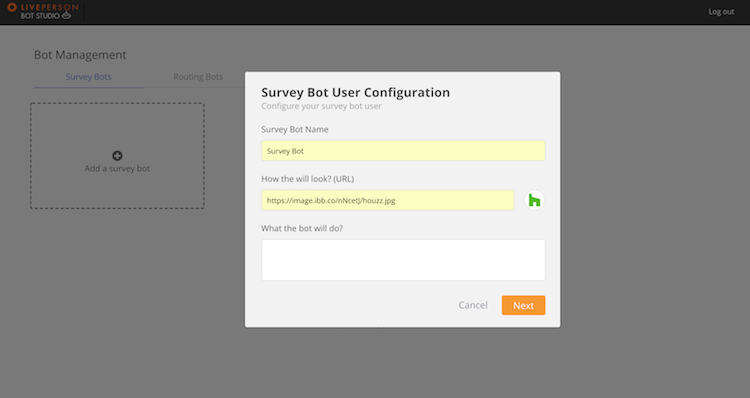 LIVEPERSON
BOT STUDIO
Log out
Bot Management
Survey Bots
Routing Bots
Add a survey bot
Survey Bot User Configuration
Configure your survey bot user
Survey Bot Name
Survey Bot
How the will look? (URL)
https://image.ibb.co/nNcetJ/houzz.jpg
What the bot will do?
Cancel
Next